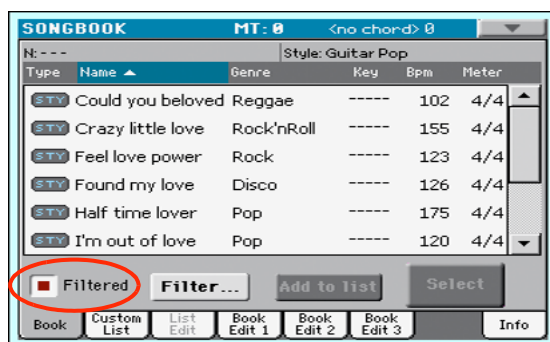 SONGBOOK MT: 0 <no chord> 0
N: --- Style: Guitar Pop
Type Name Genre Key Bpm Meter
STY Could you beloved Reggae ----- 102 4/4
STY Crazy little love Rock'nRoll ----- 155 4/4
STY Feel love power Rock ----- 123 4/4
STY Found my love Disco ----- 126 4/4
STY Half time lover Pop ----- 175 4/4
STY I'm out of love Pop ----- 120 4/4
Filtered Filter... Add to list Select
Book Custom List List Edit Book Edit 1 Book Edit 2 Book Edit 3 Info